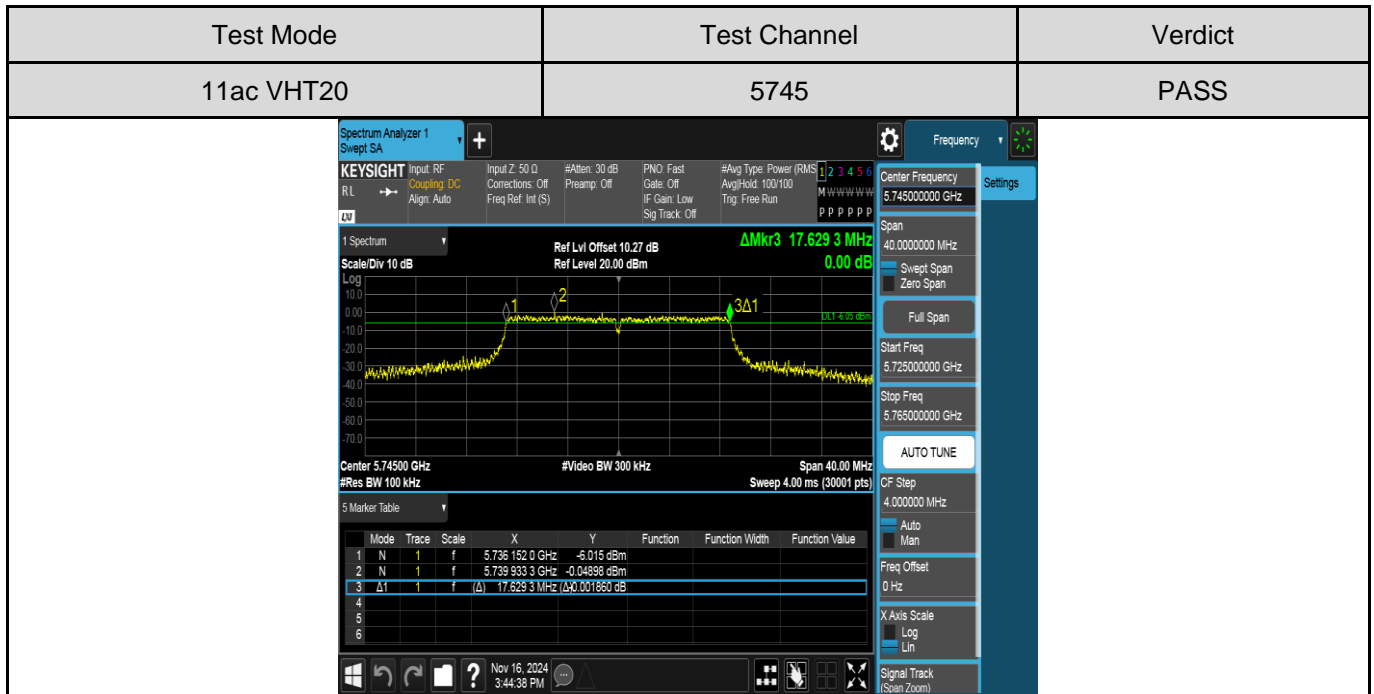 Test Mode Test Channel Verdict
11ac VHT20 5745 PASS
Spectrum Analyzer 1
Swept SA
+
Frequency
KEYSIGHT Input: RF Input Z: 50 Ω #Atten: 30 dB PNO: Fast #Avg Type: Power (RMS 1 2 3 4 5 6
RL Coupling: DC Corrections: Off Preamp: Off Gate: Off Avg|Hold: 100/100 M W W W W W
Align: Auto Freq Ref: Int (S) IF Gain: Low Trig: Free Run
LXI Sig Track: Off P P P P P P
1 Spectrum
Ref Lvl Offset 10.27 dB ΔMkr3 17.629 3 MHz
Scale/Div 10 dB Ref Level 20.00 dBm 0.00 dB
Log
10.0
0.00
-10.0
-20.0
-30.0
-40.0
-50.0
-60.0
-70.0
1
2
3Δ1
DL1 -6.05 dBm
Center 5.74500 GHz #Video BW 300 kHz Span 40.00 MHz
#Res BW 100 kHz Sweep 4.00 ms (30001 pts)
5 Marker Table
Mode Trace Scale X Y Function Function Width Function Value
1 N 1 f 5.736 152 0 GHz -6.015 dBm
2 N 1 f 5.739 933 3 GHz -0.04898 dBm
3 Δ1 1 f (Δ) 17.629 3 MHz (Δ) -0.001860 dB
4
5
6
Nov 16, 2024
3:44:38 PM
?
Center Frequency
5.745000000 GHz
Settings
Span
40.0000000 MHz
Swept Span
Zero Span
Full Span
Start Freq
5.725000000 GHz
Stop Freq
5.765000000 GHz
AUTO TUNE
CF Step
4.000000 MHz
Auto
Man
Freq Offset
0 Hz
X Axis Scale
Log
Lin
Signal Track
(Span Zoom)